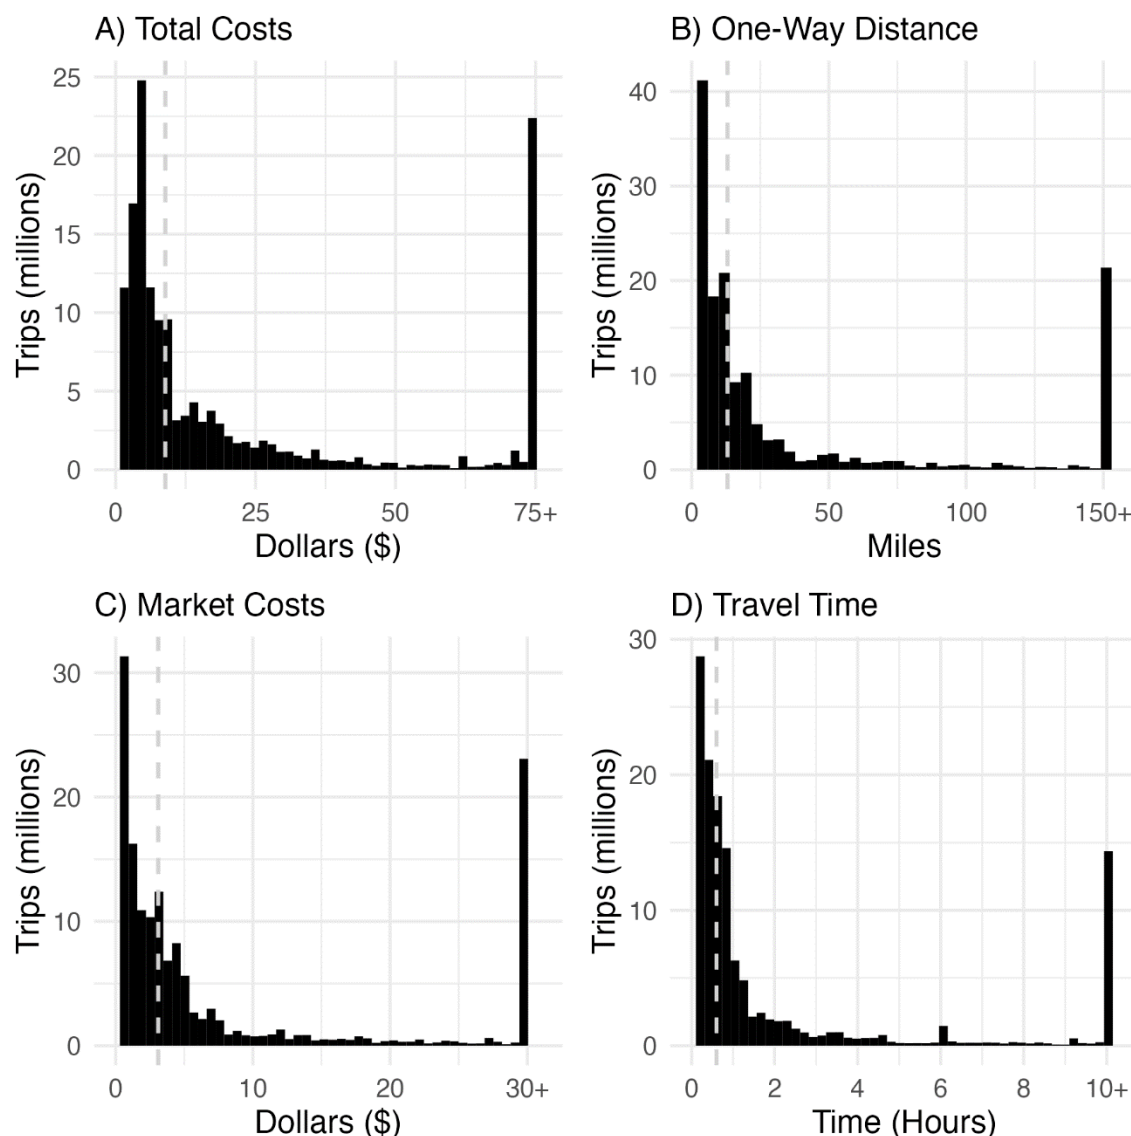 A) Total Costs
25
20
15
10
5
0
Trips (millions)
0 25 50 75+
Dollars ($)
B) One-Way Distance
40
30
20
10
0
Trips (millions)
0 50 100 150+
Miles
C) Market Costs
30
20
10
0
Trips (millions)
0 10 20 30+
Dollars ($)
D) Travel Time
30
20
10
0
Trips (millions)
0 2 4 6 8 10+
Time (Hours)